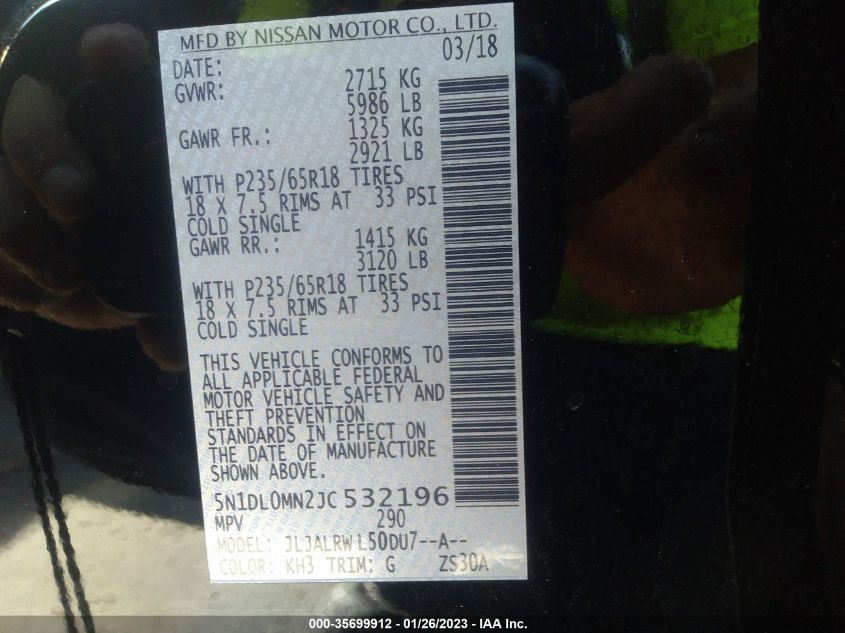 MFD BY NISSAN MOTOR CO., LTD.
DATE: 03/18
GVWR: 2715 KG
5986 LB
GAWR FR.: 1325 KG
2921 LB
WITH P235/65R18 TIRES
18 X 7.5 RIMS AT 33 PSI
COLD SINGLE
GAWR RR.: 1415 KG
3120 LB
WITH P235/65R18 TIRES
18 X 7.5 RIMS AT 33 PSI
COLD SINGLE
THIS VEHICLE CONFORMS TO
ALL APPLICABLE FEDERAL
MOTOR VEHICLE SAFETY AND
THEFT PREVENTION
STANDARDS IN EFFECT ON
THE DATE OF MANUFACTURE
SHOWN ABOVE.
5N1DL0MN2JC532196
MPV 290
MODEL: JLJALRWL50DU7--A--
COLOR: KH3 TRIM: G ZS30A
000-35699912 - 01/26/2023 - IAA Inc.